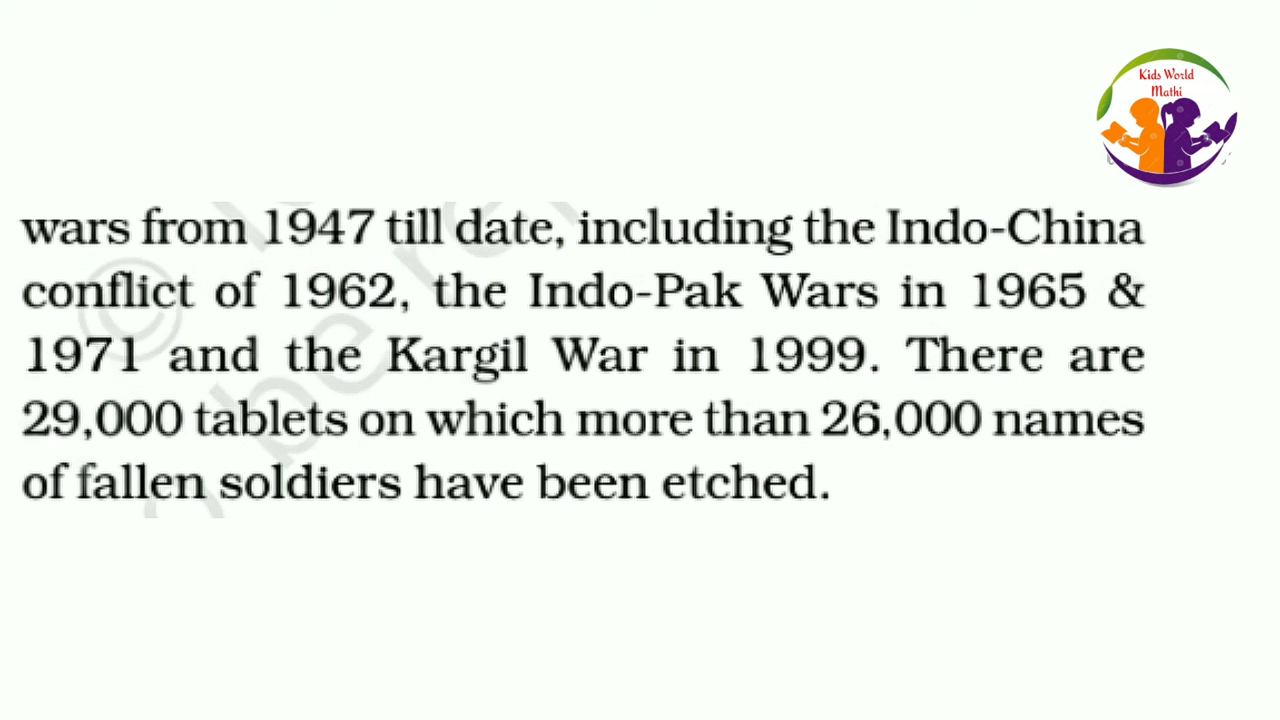 Kids World
Mathi
wars from 1947 till date, including the Indo-China
conflict of 1962, the Indo-Pak Wars in 1965 &
1971 and the Kargil War in 1999. There are
29,000 tablets on which more than 26,000 names
of fallen soldiers have been etched.